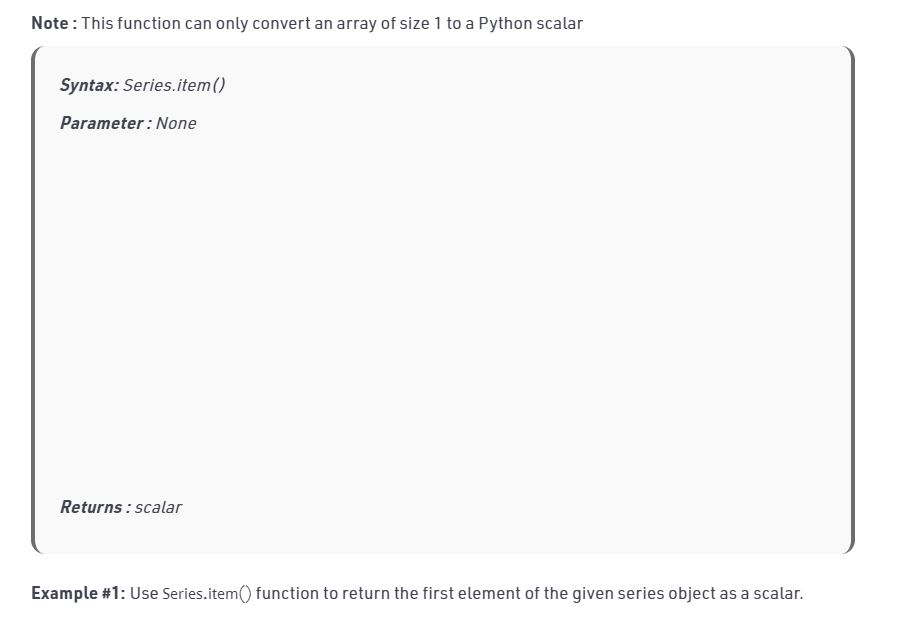 Note : This function can only convert an array of size 1 to a Python scalar
Syntax: Series.item()
Parameter : None
Returns : scalar
Example #1: Use Series.item() function to return the first element of the given series object as a scalar.